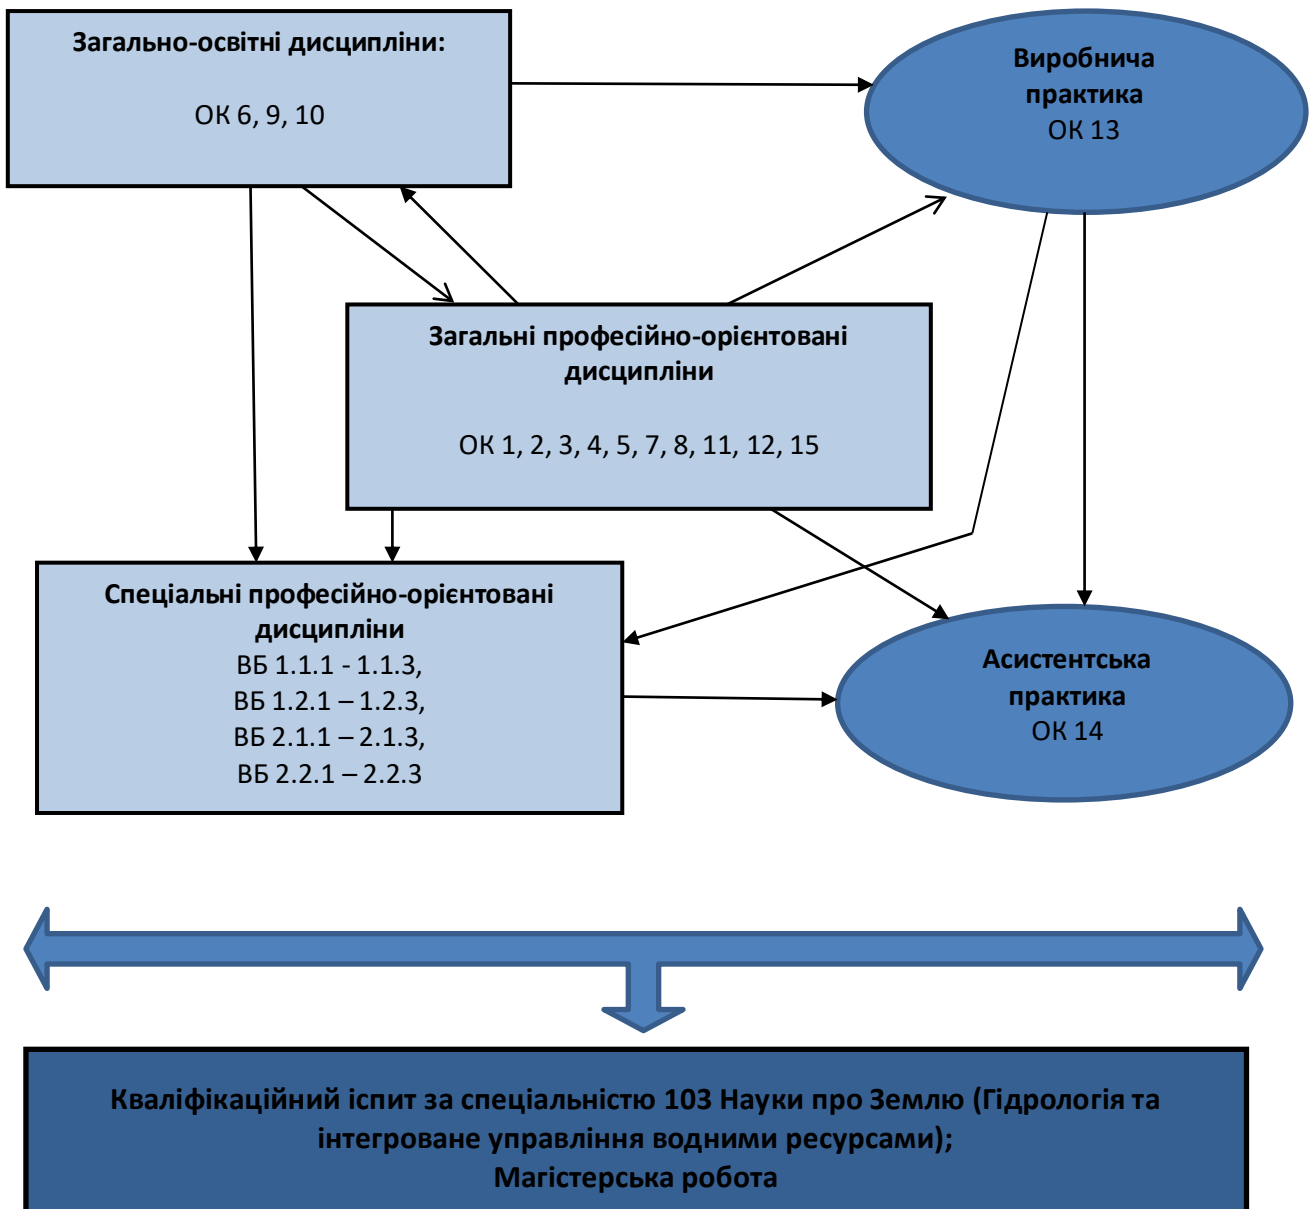 Загально-освітні дисципліни:
ОК 6, 9, 10
Виробнича
практика
ОК 13
Загальні професійно-орієнтовані
дисципліни
ОК 1, 2, 3, 4, 5, 7, 8, 11, 12, 15
Спеціальні професійно-орієнтовані
дисципліни
ВБ 1.1.1 - 1.1.3,
ВБ 1.2.1 – 1.2.3,
ВБ 2.1.1 – 2.1.3,
ВБ 2.2.1 – 2.2.3
Асистентська
практика
ОК 14
Кваліфікаційний іспит за спеціальністю 103 Науки про Землю (Гідрологія та
інтегроване управління водними ресурсами);
Магістерська робота